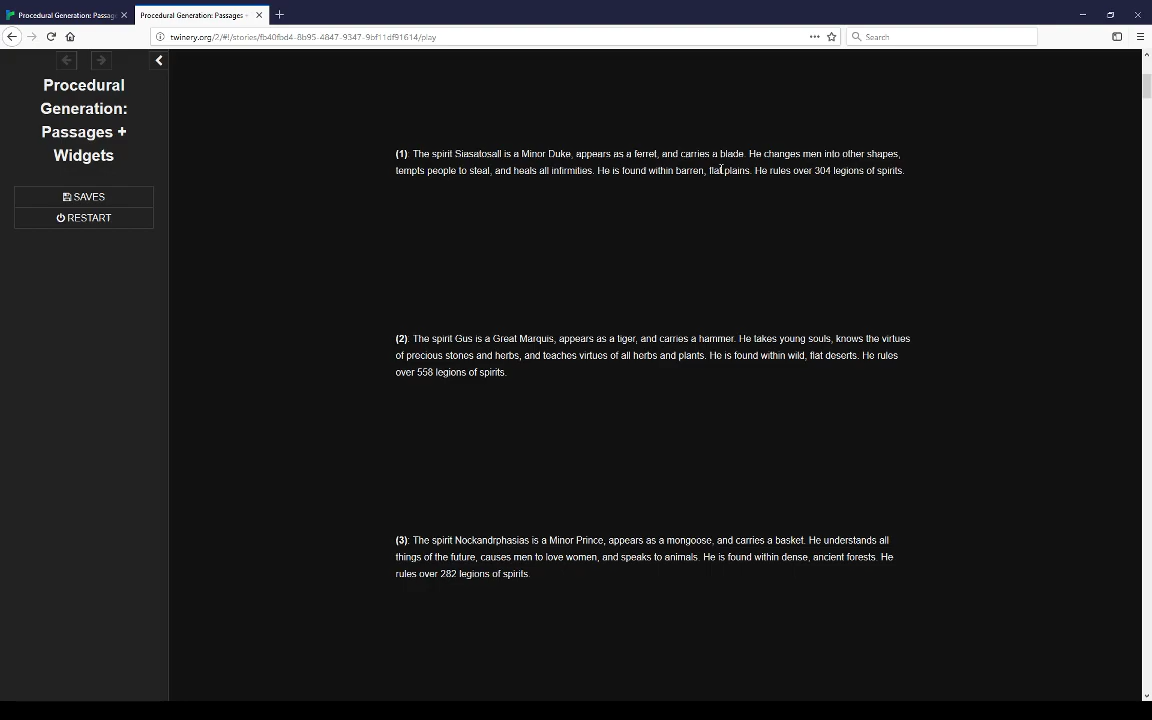 Procedural Generation: Passag
Procedural Generation: Passages -
twinery.org/2/#!/stories/fb40fbd4-8b95-4847-9347-9bf11df91614/play
Search
Procedural
Generation:
Passages +
Widgets
SAVES
RESTART
(1): The spirit Siasatosall is a Minor Duke, appears as a ferret, and carries a blade. He changes men into other shapes,
tempts people to steal, and heals all infirmities. He is found within barren, flat plains. He rules over 304 legions of spirits.
(2): The spirit Gus is a Great Marquis, appears as a tiger, and carries a hammer. He takes young souls, knows the virtues
of precious stones and herbs, and teaches virtues of all herbs and plants. He is found within wild, flat deserts. He rules
over 558 legions of spirits.
(3): The spirit Nockandrphasias is a Minor Prince, appears as a mongoose, and carries a basket. He understands all
things of the future, causes men to love women, and speaks to animals. He is found within dense, ancient forests. He
rules over 282 legions of spirits.